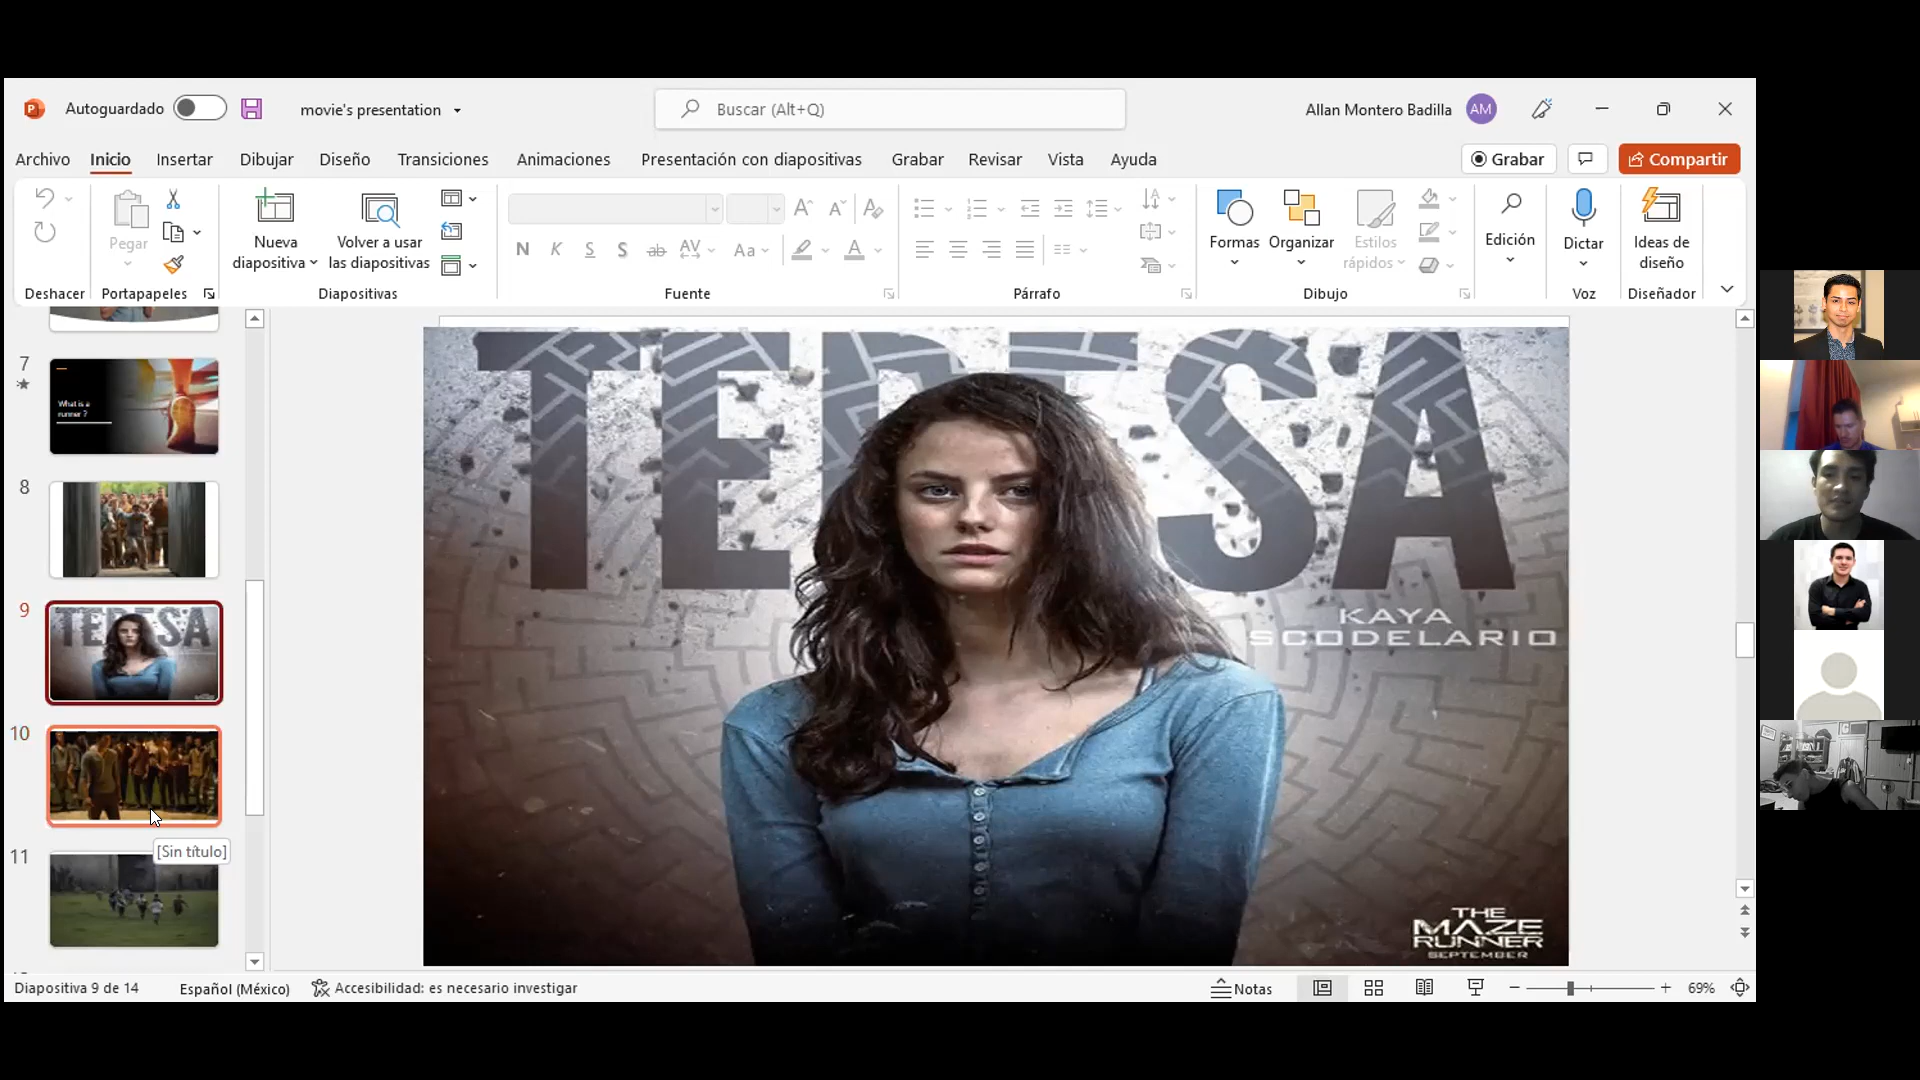 Autoguardado
movie's presentation
Buscar (Alt+Q)
Allan Montero Badilla
AM
Archivo
Inicio
Insertar
Dibujar
Diseño
Transiciones
Animaciones
Presentación con diapositivas
Grabar
Revisar
Vista
Ayuda
Grabar
Compartir
Pegar
Nueva
diapositiva
Volver a usar
las diapositivas
N K S S ab AV Aa A
Formas
Organizar
Estilos
rápidos
Edición
Dictar
Ideas de
diseño
Deshacer
Portapapeles
Diapositivas
Fuente
Párrafo
Dibujo
Voz
Diseñador
7
What is a
runner ?
8
9
TERESA
10
[Sin título]
11
TERESA
KAYA
SCODELARIO
THE
MAZE
RUNNER
SEPTEMBER
Diapositiva 9 de 14
Español (México)
Accesibilidad: es necesario investigar
Notas
69%